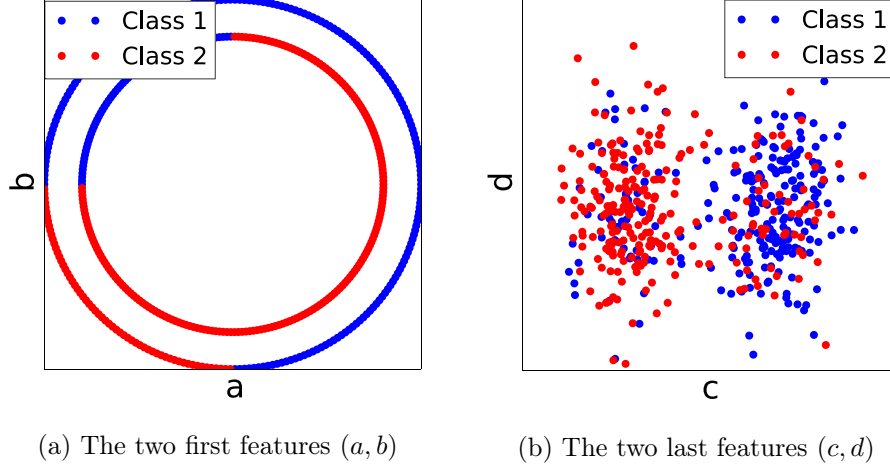 Class 1
Class 2
b
a
(a) The two first features (a, b)
Class 1
Class 2
d
c
(b) The two last features (c, d)